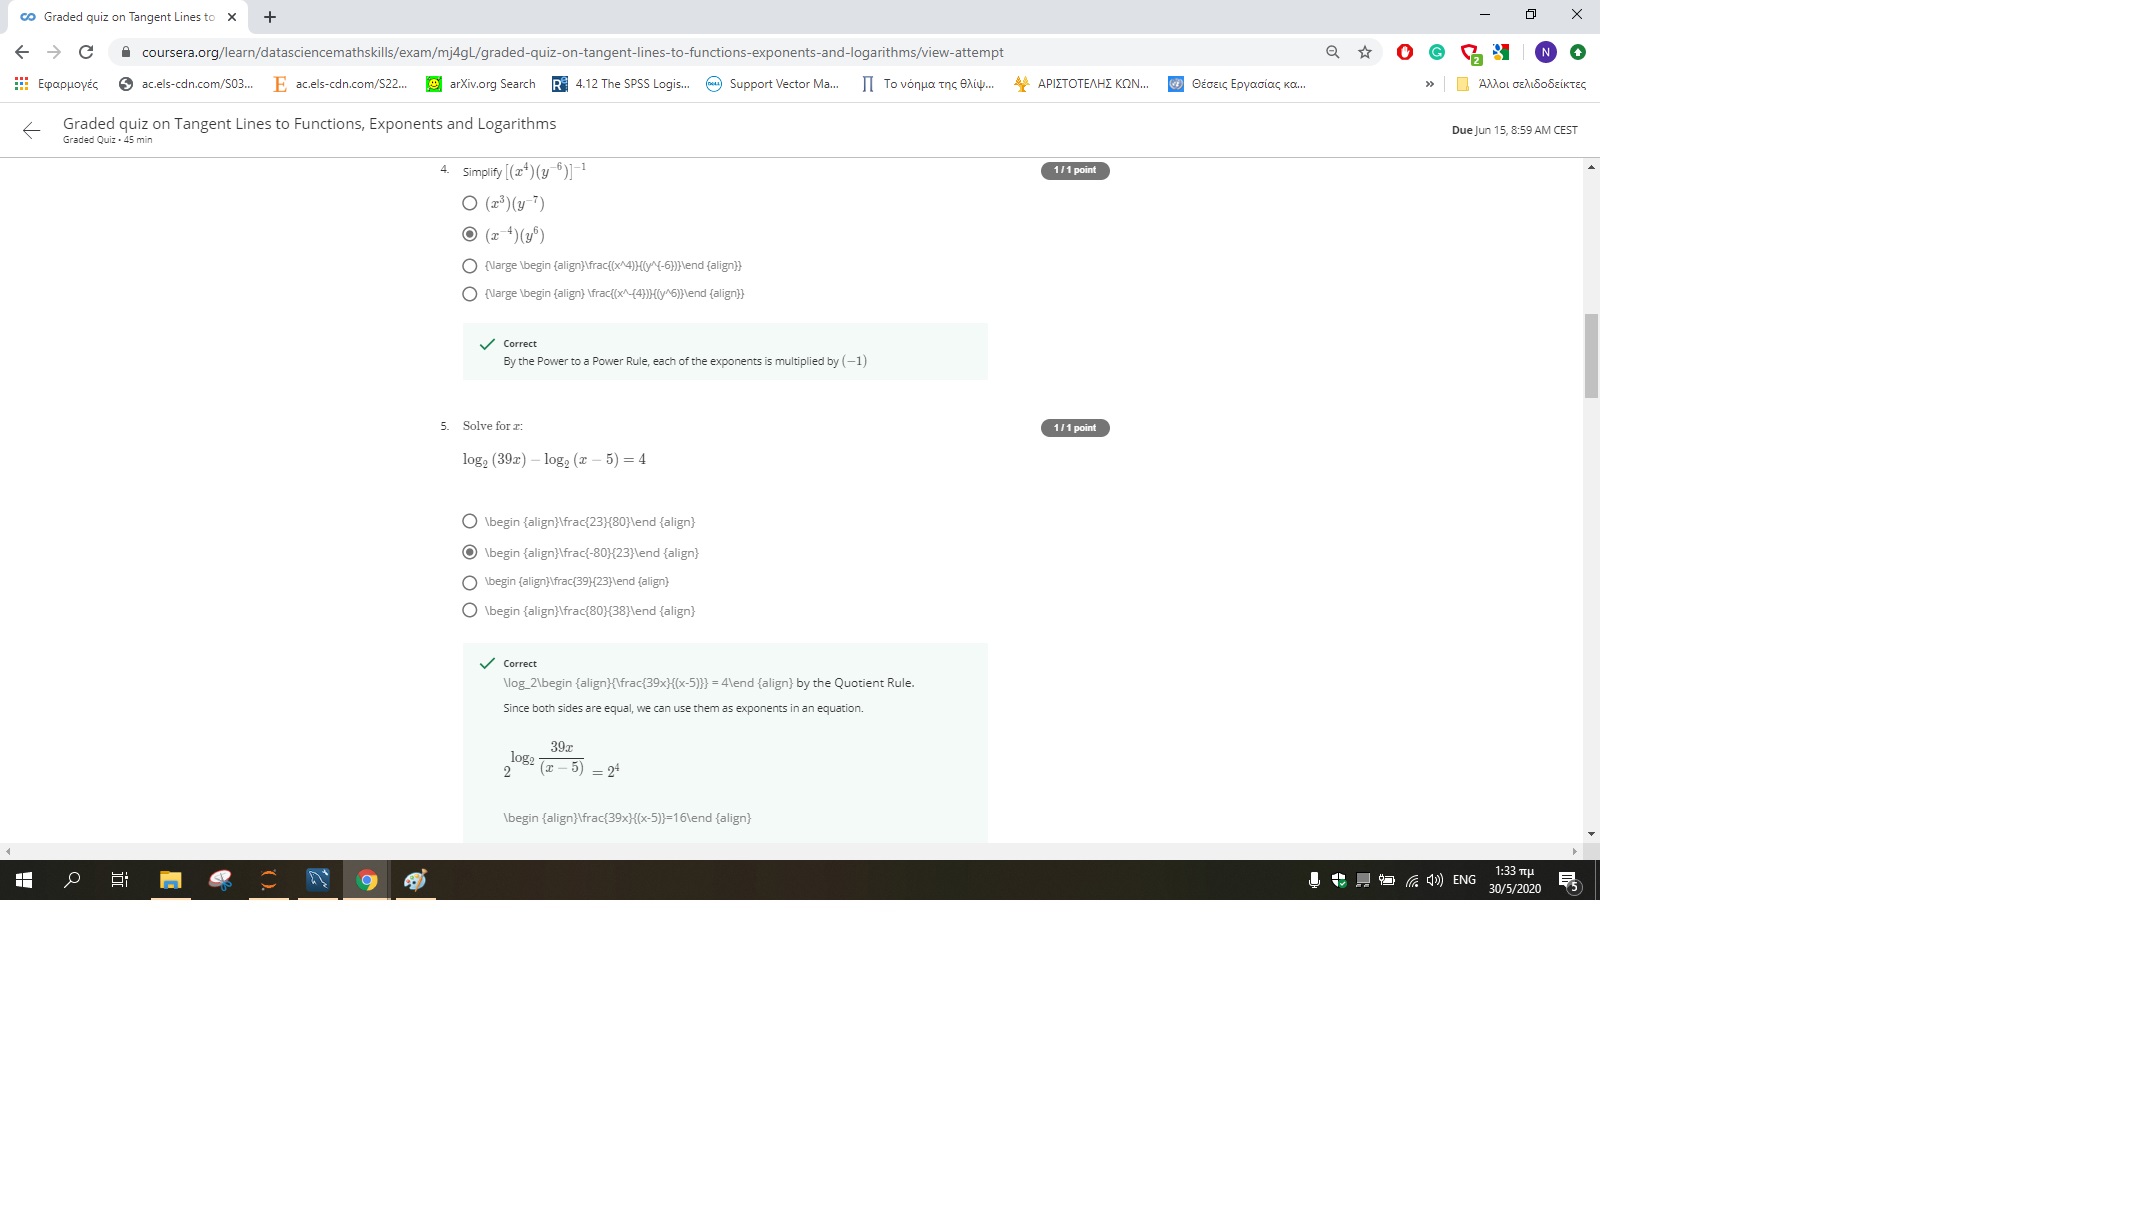 Graded quiz on Tangent Lines to
coursera.org/learn/datasciencemathskills/exam/mj4gL/graded-quiz-on-tangent-lines-to-functions-exponents-and-logarithms/view-attempt
2
N
Εφαρμογές
ac.els-cdn.com/S03...
E ac.els-cdn.com/S22...
arXiv.org Search
4.12 The SPSS Logis...
Support Vector Ma...
Το νόημα της θλίψ...
ΑΡΙΣΤΟΤΕΛΗΣ ΚΩΝ...
Θέσεις Εργασίας κα...
»
Άλλοι σελιδοδείκτες
Graded quiz on Tangent Lines to Functions, Exponents and Logarithms
Graded Quiz • 45 min
Due Jun 15, 8:59 AM CEST
4. Simplify [(x^4)(y^{-6})]^{-1}
1 / 1 point
(x^3)(y^{-7})
(x^{-4})(y^6)
{\large \begin {align}\frac{(x^4)}{(y^{-6})}\end {align}}
{\large \begin {align} \frac{(x^-{4})}{(y^6)}\end {align}}
Correct
By the Power to a Power Rule, each of the exponents is multiplied by (−1)
5. Solve for x:
1 / 1 point
log₂ (39x) − log₂ (x − 5) = 4
\begin {align}\frac{23}{80}\end {align}
\begin {align}\frac{-80}{23}\end {align}
\begin {align}\frac{39}{23}\end {align}
\begin {align}\frac{80}{38}\end {align}
Correct
\log_2\begin {align}{\frac{39x}{(x-5)}} = 4\end {align} by the Quotient Rule.
Since both sides are equal, we can use them as exponents in an equation.
2^{log₂ \frac{39x}{(x − 5)}} = 2⁴
\begin {align}\frac{39x}{(x-5)}=16\end {align}
ENG
1:33 πμ
30/5/2020
5